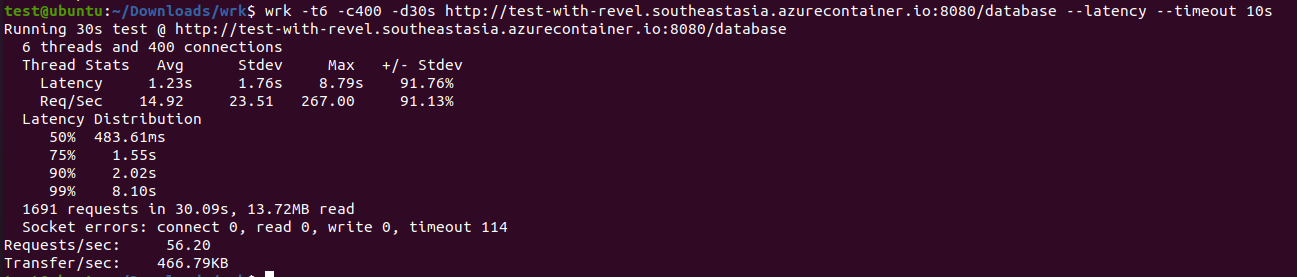 test@ubuntu:~/Downloads/wrk$ wrk -t6 -c400 -d30s http://test-with-revel.southeastasia.azurecontainer.io:8080/database --latency --timeout 10s
Running 30s test @ http://test-with-revel.southeastasia.azurecontainer.io:8080/database
  6 threads and 400 connections
  Thread Stats   Avg      Stdev     Max   +/- Stdev
    Latency     1.23s     1.76s    8.79s    91.76%
    Req/Sec    14.92     23.51   267.00     91.13%
  Latency Distribution
     50%  483.61ms
     75%    1.55s
     90%    2.02s
     99%    8.10s
  1691 requests in 30.09s, 13.72MB read
  Socket errors: connect 0, read 0, write 0, timeout 114
Requests/sec:     56.20
Transfer/sec:    466.79KB